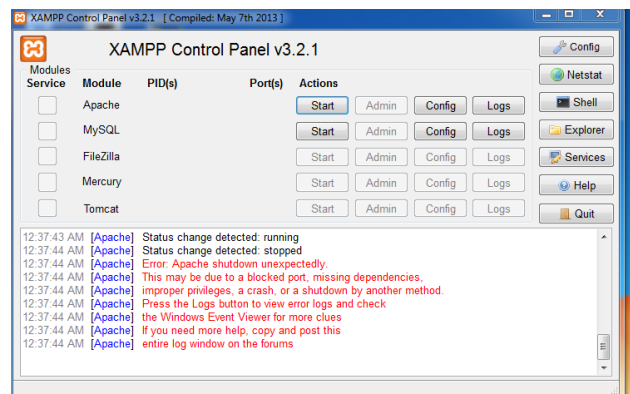 XAMPP Control Panel v3.2.1 [ Compiled: May 7th 2013 ]
XAMPP Control Panel v3.2.1
Config
Modules
Service Module PID(s) Port(s) Actions
Netstat
Apache Start Admin Config Logs
Shell
MySQL Start Admin Config Logs
Explorer
FileZilla Start Admin Config Logs
Services
Mercury Start Admin Config Logs
Help
Tomcat Start Admin Config Logs
Quit
12:37:43 AM [Apache] Status change detected: running
12:37:44 AM [Apache] Status change detected: stopped
12:37:44 AM [Apache] Error: Apache shutdown unexpectedly.
12:37:44 AM [Apache] This may be due to a blocked port, missing dependencies,
12:37:44 AM [Apache] improper privileges, a crash, or a shutdown by another method.
12:37:44 AM [Apache] Press the Logs button to view error logs and check
12:37:44 AM [Apache] the Windows Event Viewer for more clues
12:37:44 AM [Apache] If you need more help, copy and post this
12:37:44 AM [Apache] entire log window on the forums